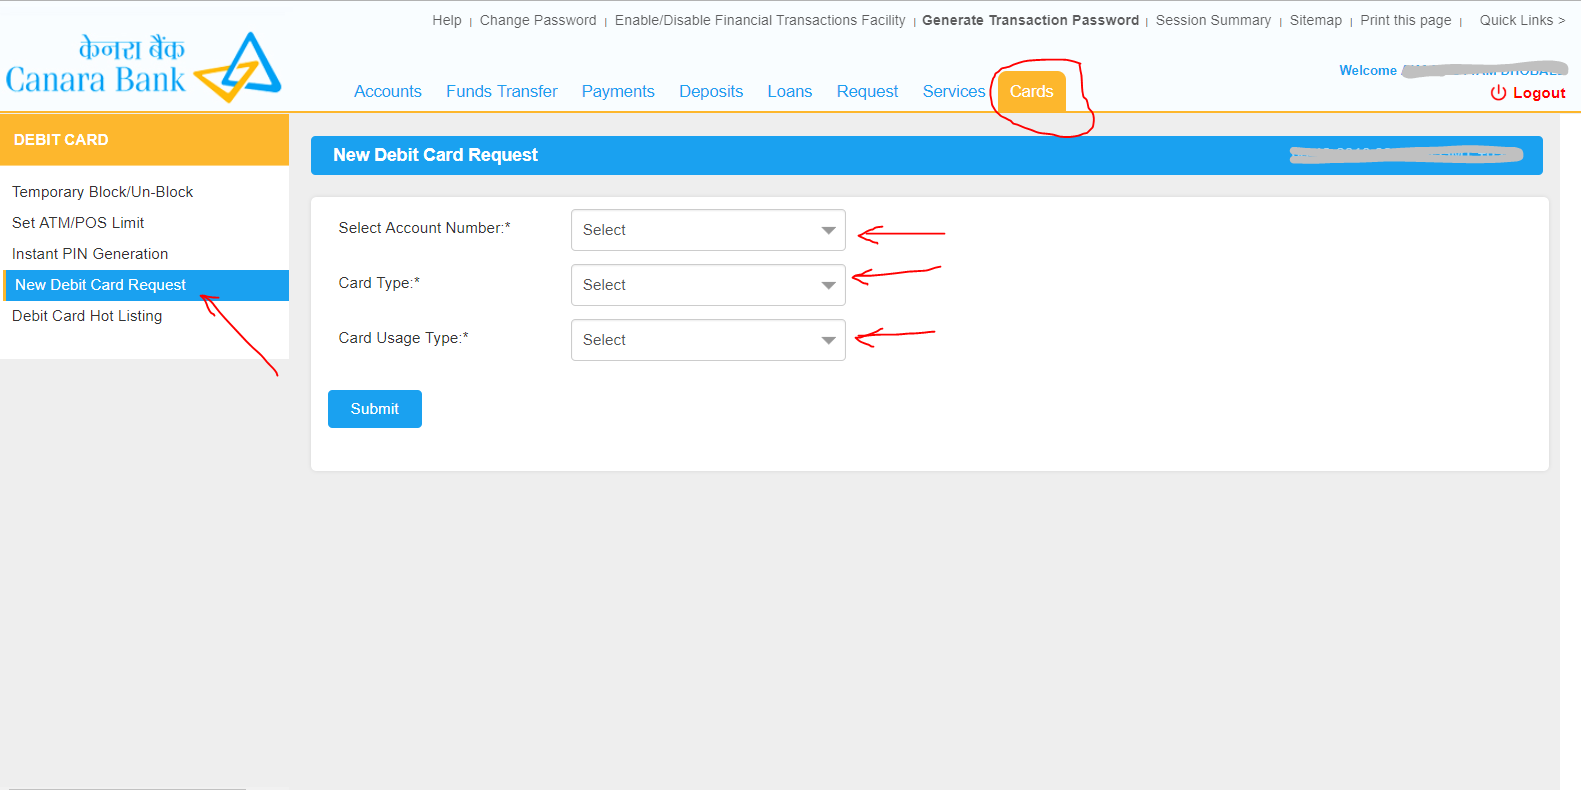 Help | Change Password | Enable/Disable Financial Transactions Facility | Generate Transaction Password | Session Summary | Sitemap | Print this page | Quick Links >
केनरा बैंक
Canara Bank
Welcome
Logout
Accounts Funds Transfer Payments Deposits Loans Request Services Cards
DEBIT CARD
Temporary Block/Un-Block
Set ATM/POS Limit
Instant PIN Generation
New Debit Card Request
Debit Card Hot Listing
New Debit Card Request
Select Account Number:* Select
Card Type:* Select
Card Usage Type:* Select
Submit